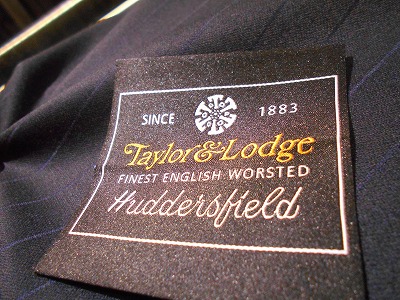 SINCE 1883
Taylor & Lodge
FINEST ENGLISH WORSTED
Huddersfield